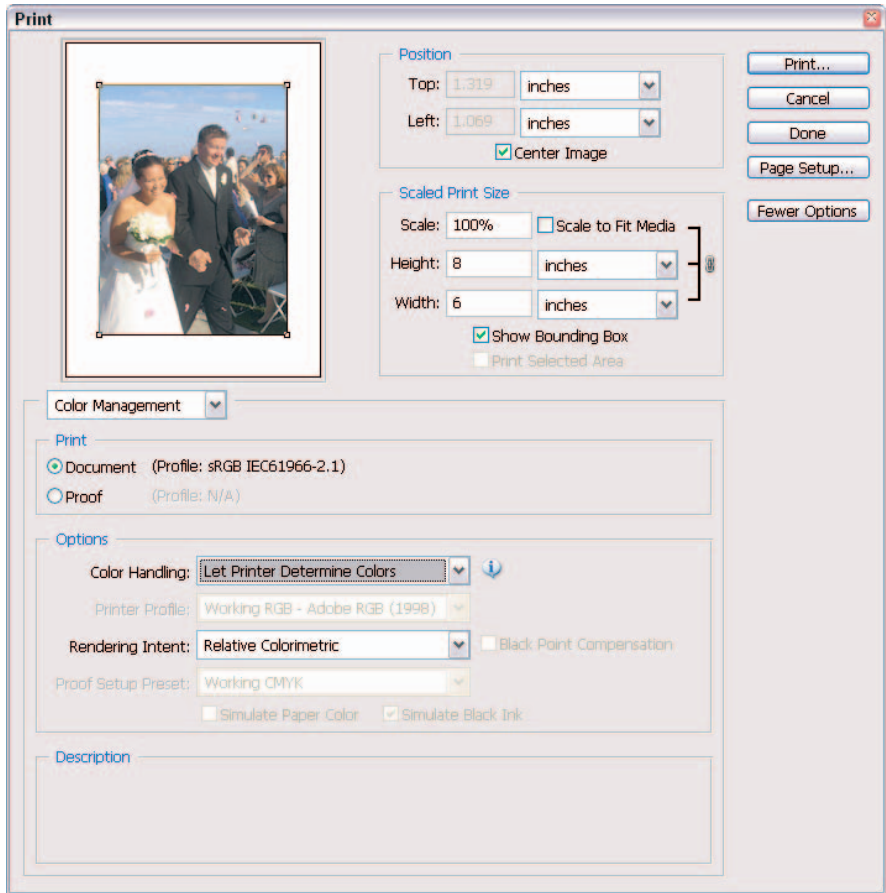 Print
Position
Top: 1.319 inches
Left: 1.069 inches
Center Image
Print...
Cancel
Done
Page Setup...
Fewer Options
Scaled Print Size
Scale: 100% Scale to Fit Media
Height: 8 inches
Width: 6 inches
Show Bounding Box
Print Selected Area
Color Management
Print
Document (Profile: sRGB IEC61966-2.1)
Proof (Profile: N/A)
Options
Color Handling: Let Printer Determine Colors
Printer Profile: Working RGB - Adobe RGB (1998)
Rendering Intent: Relative Colorimetric Black Point Compensation
Proof Setup Preset: Working CMYK
Simulate Paper Color Simulate Black Ink
Description